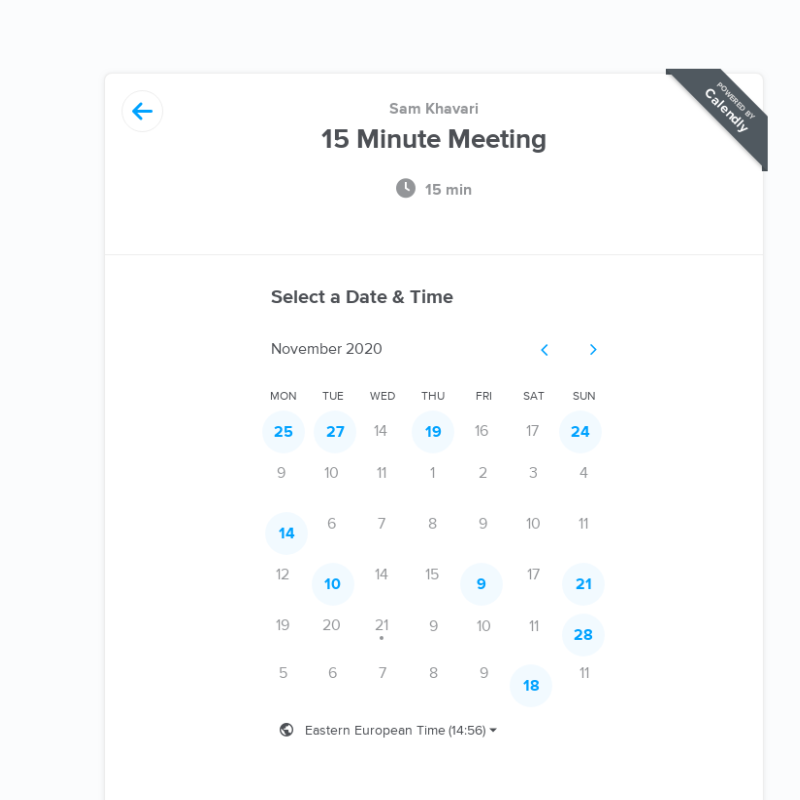 Sam Khavari
15 Minute Meeting
15 min
POWERED BY
Calendly
Select a Date & Time
November 2020
MON TUE WED THU FRI SAT SUN
25 27 14 19 16 17 24
9 10 11 1 2 3 4
14 6 7 8 9 10 11
12 10 14 15 9 17 21
19 20 21 9 10 11 28
5 6 7 8 9 18 11
Eastern European Time (14:56)